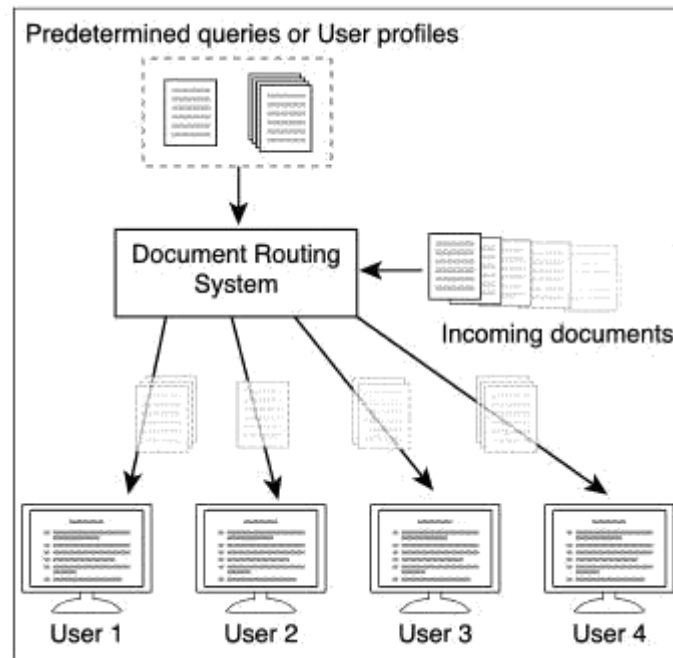 Predetermined queries or User profiles
Document Routing
System
Incoming documents
User 1
User 2
User 3
User 4